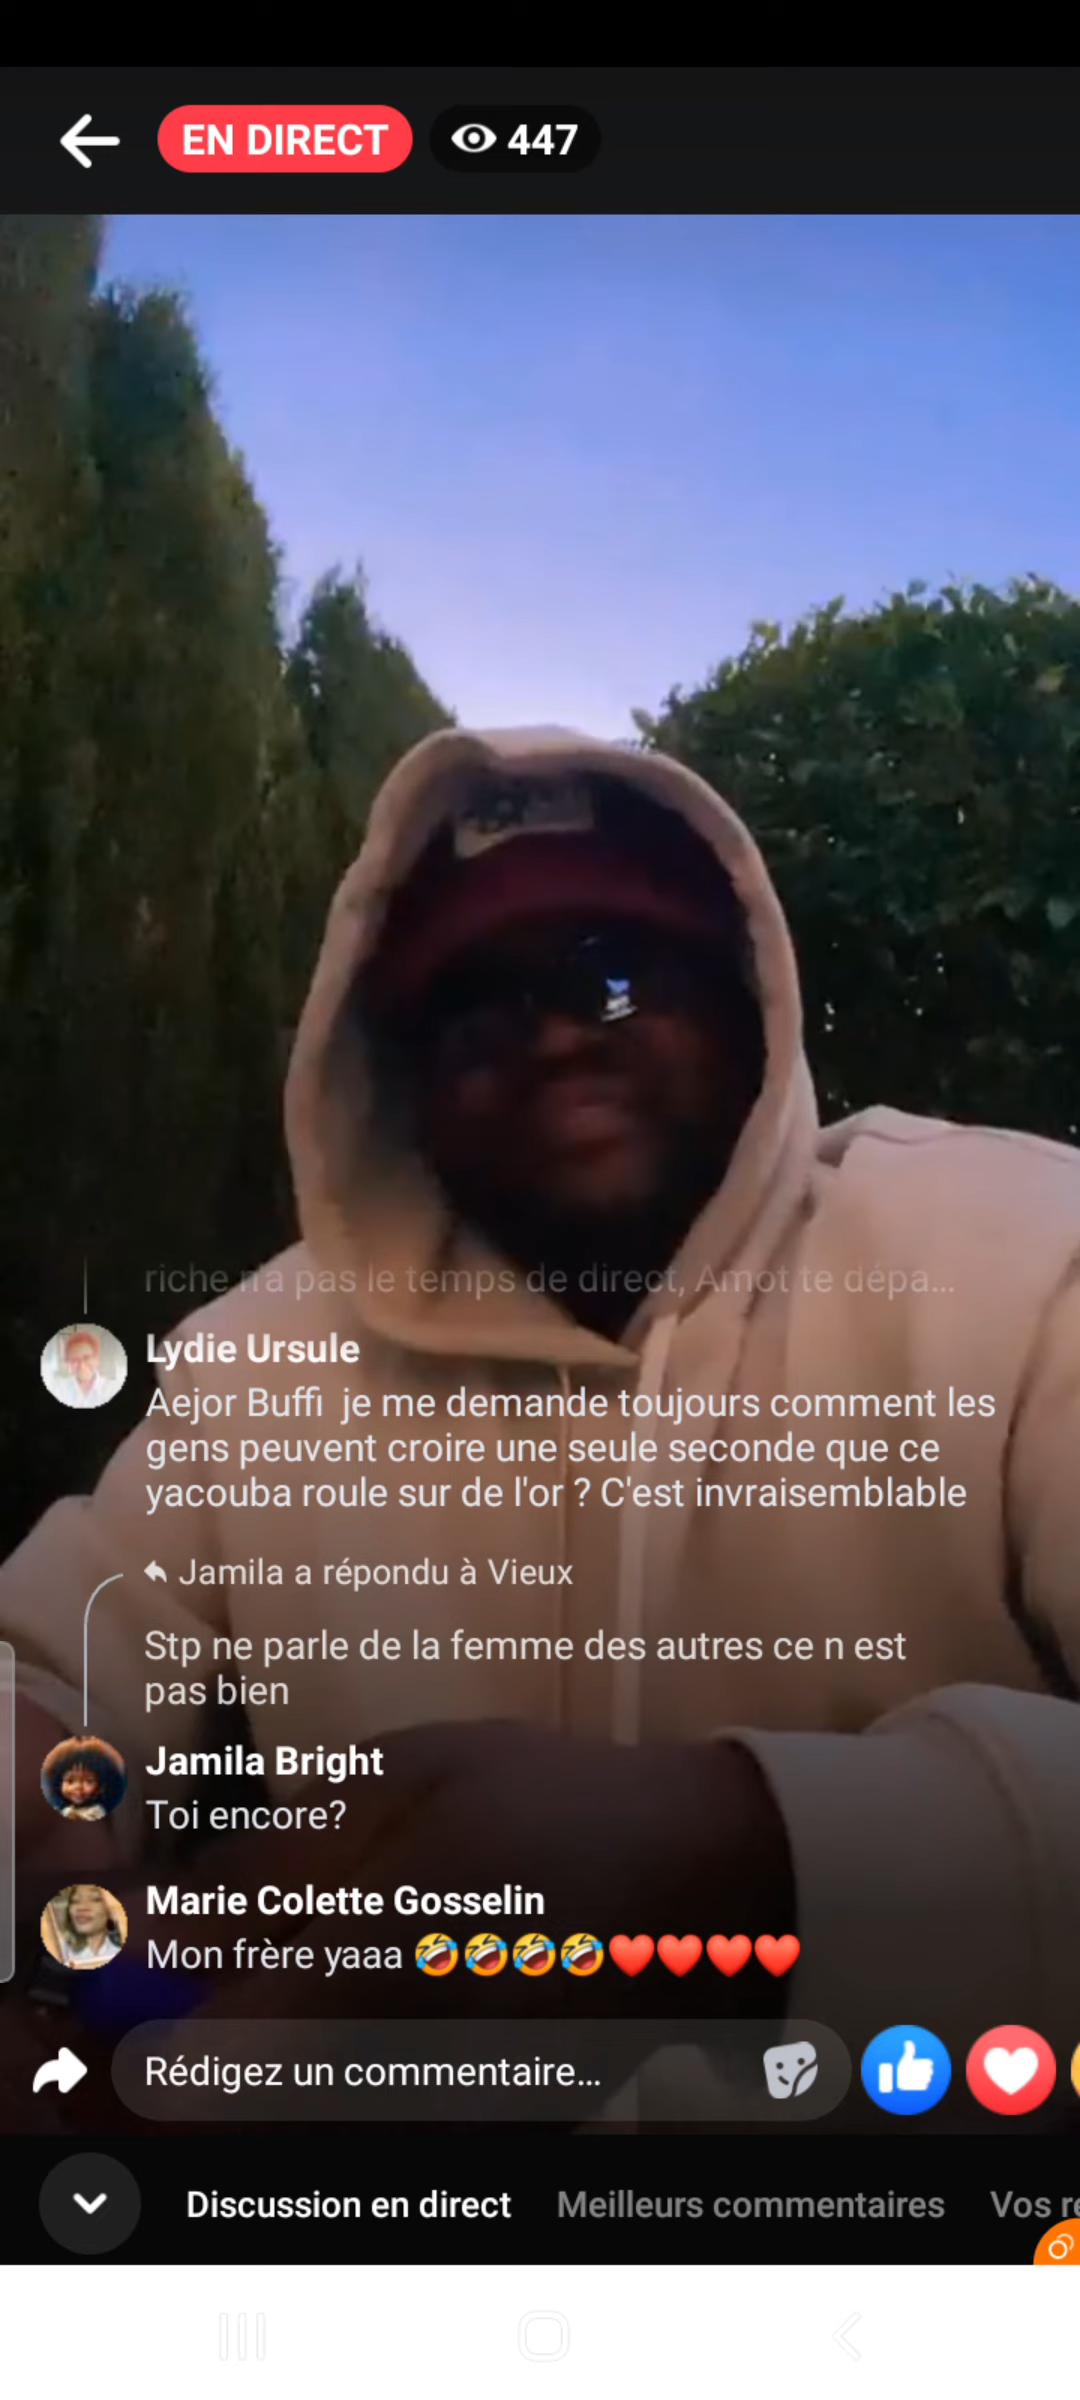 EN DIRECT 447
riche n'a pas le temps de direct, Amot te dépa...
Lydie Ursule
Aejor Buffi je me demande toujours comment les
gens peuvent croire une seule seconde que ce
yacouba roule sur de l'or ? C'est invraisemblable
Jamila a répondu à Vieux
Stp ne parle de la femme des autres ce n est
pas bien
Jamila Bright
Toi encore?
Marie Colette Gosselin
Mon frère yaaa 🤣🤣🤣🤣❤️❤️❤️❤️
Rédigez un commentaire...
Discussion en direct Meilleurs commentaires Vos re